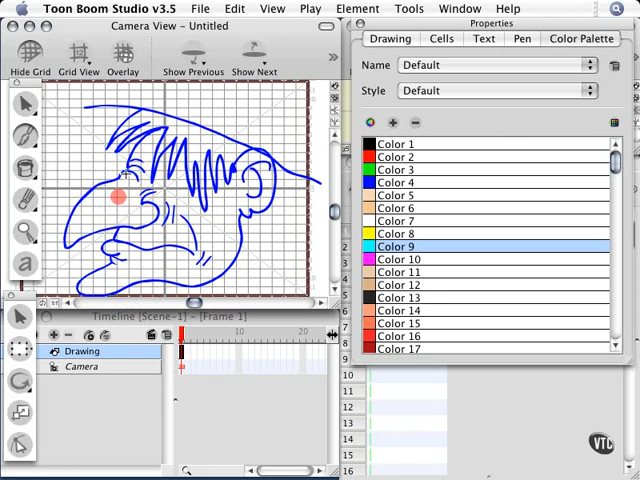 Toon Boom Studio v3.5 File Edit View Play Element Tools Window Help
Camera View - Untitled
Hide Grid Grid View Overlay Show Previous Show Next
Properties
Drawing Cells Text Pen Color Palette
Name Default
Style Default
Color 1
Color 2
Color 3
Color 4
Color 5
Color 6
Color 7
Color 8
Color 9
Color 10
Color 11
Color 12
Color 13
Color 14
Color 15
Color 16
Color 17
Timeline [Scene-1] - [Frame 1]
10 20
Drawing
Camera
2
3
4
5
6
7
8
9
10
11
12
13
14
15
16
VTC